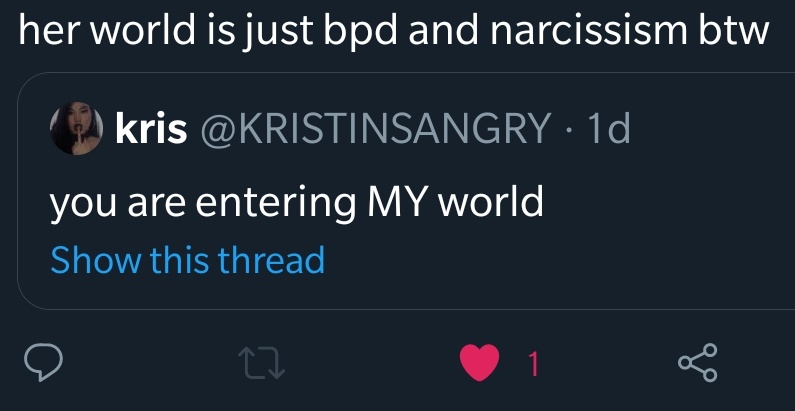 her world is just bpd and narcissism btw
kris @KRISTINSANGRY · 1d
you are entering MY world
Show this thread
1